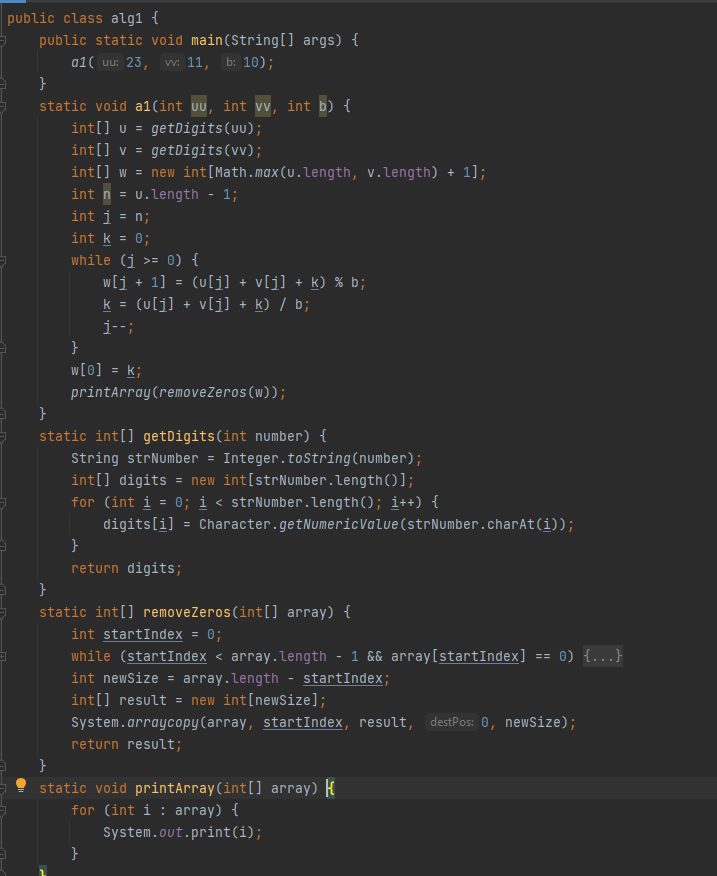 public class alg1 {
    public static void main(String[] args) {
        a1( uu: 23, vv: 11, b: 10);
    }
    static void a1(int uu, int vv, int b) {
        int[] u = getDigits(uu);
        int[] v = getDigits(vv);
        int[] w = new int[Math.max(u.length, v.length) + 1];
        int n = u.length - 1;
        int j = n;
        int k = 0;
        while (j >= 0) {
            w[j + 1] = (u[j] + v[j] + k) % b;
            k = (u[j] + v[j] + k) / b;
            j--;
        }
        w[0] = k;
        printArray(removeZeros(w));
    }
    static int[] getDigits(int number) {
        String strNumber = Integer.toString(number);
        int[] digits = new int[strNumber.length()];
        for (int i = 0; i < strNumber.length(); i++) {
            digits[i] = Character.getNumericValue(strNumber.charAt(i));
        }
        return digits;
    }
    static int[] removeZeros(int[] array) {
        int startIndex = 0;
        while (startIndex < array.length - 1 && array[startIndex] == 0) {...}
        int newSize = array.length - startIndex;
        int[] result = new int[newSize];
        System.arraycopy(array, startIndex, result, destPos: 0, newSize);
        return result;
    }
    static void printArray(int[] array) {
        for (int i : array) {
            System.out.print(i);
        }
    }